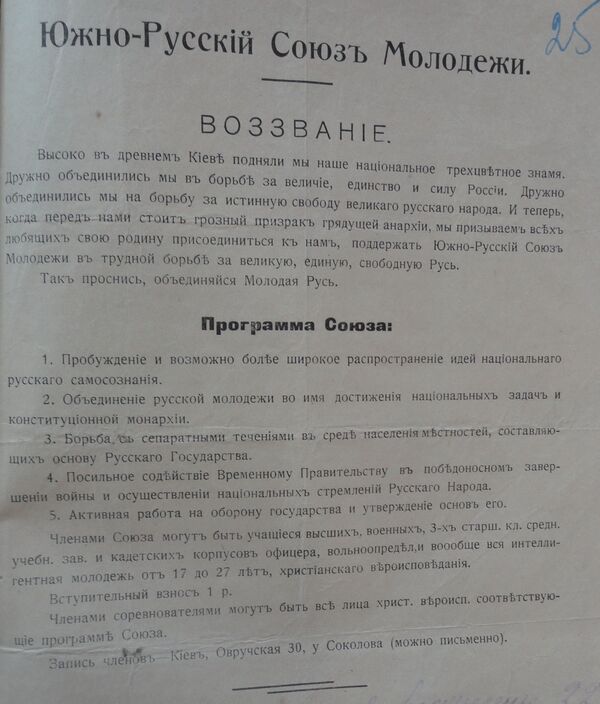 25
Южно-Русскій Союзъ Молодежи.
ВОЗЗВАНІЕ.
Высоко въ древнемъ Кіевѣ подняли мы наше національное трехцвѣтное знамя.
Дружно объединились мы въ борьбѣ за величіе, единство и силу Россіи. Дружно
объединились мы на борьбу за истинную свободу великаго русскаго народа. И теперь,
когда передъ нами стоитъ грозный призракъ грядущей анархіи, мы призываемъ всѣхъ
любящихъ свою родину присоединиться къ намъ, поддержать Южно-Русскій Союзъ
Молодежи въ трудной борьбѣ за великую, единую, свободную Русь.
Такъ проснись, объединяйся Молодая Русь.
Программа Союза:
1. Пробужденіе и возможно болѣе широкое распространеніе идей національнаго
русскаго самосознанія.
2. Объединеніе русской молодежи во имя достиженія національныхъ задачъ и
конституціонной монархіи.
3. Борьба съ сепаратными теченіями въ средѣ населенія мѣстностей, составляю-
щихъ основу Русскаго Государства.
4. Посильное содѣйствіе Временному Правительству въ побѣдоносномъ завер-
шеніи войны и осуществленіи національныхъ стремленій Русскаго Народа.
5. Активная работа на оборону государства и утвержденіе основъ его.
Членами Союза могутъ быть учащіеся высшихъ, военныхъ, 3-хъ старш. кл. средн.
учебн. зав. и кадетскихъ корпусовъ офицера, вольноопредѣл,и воообще вся интелли-
гентная молодежь отъ 17 до 27 лѣтъ, христіанскаго вѣроисповѣданія.
Вступительный взносъ 1 р.
Членами соревнователями могутъ быть всѣ лица христ. вѣроисп. соотвѣтствую-
щіе программѣ Союза.
Запись членовъ Кіевъ, Овручская 30, у Соколова (можно письменно).